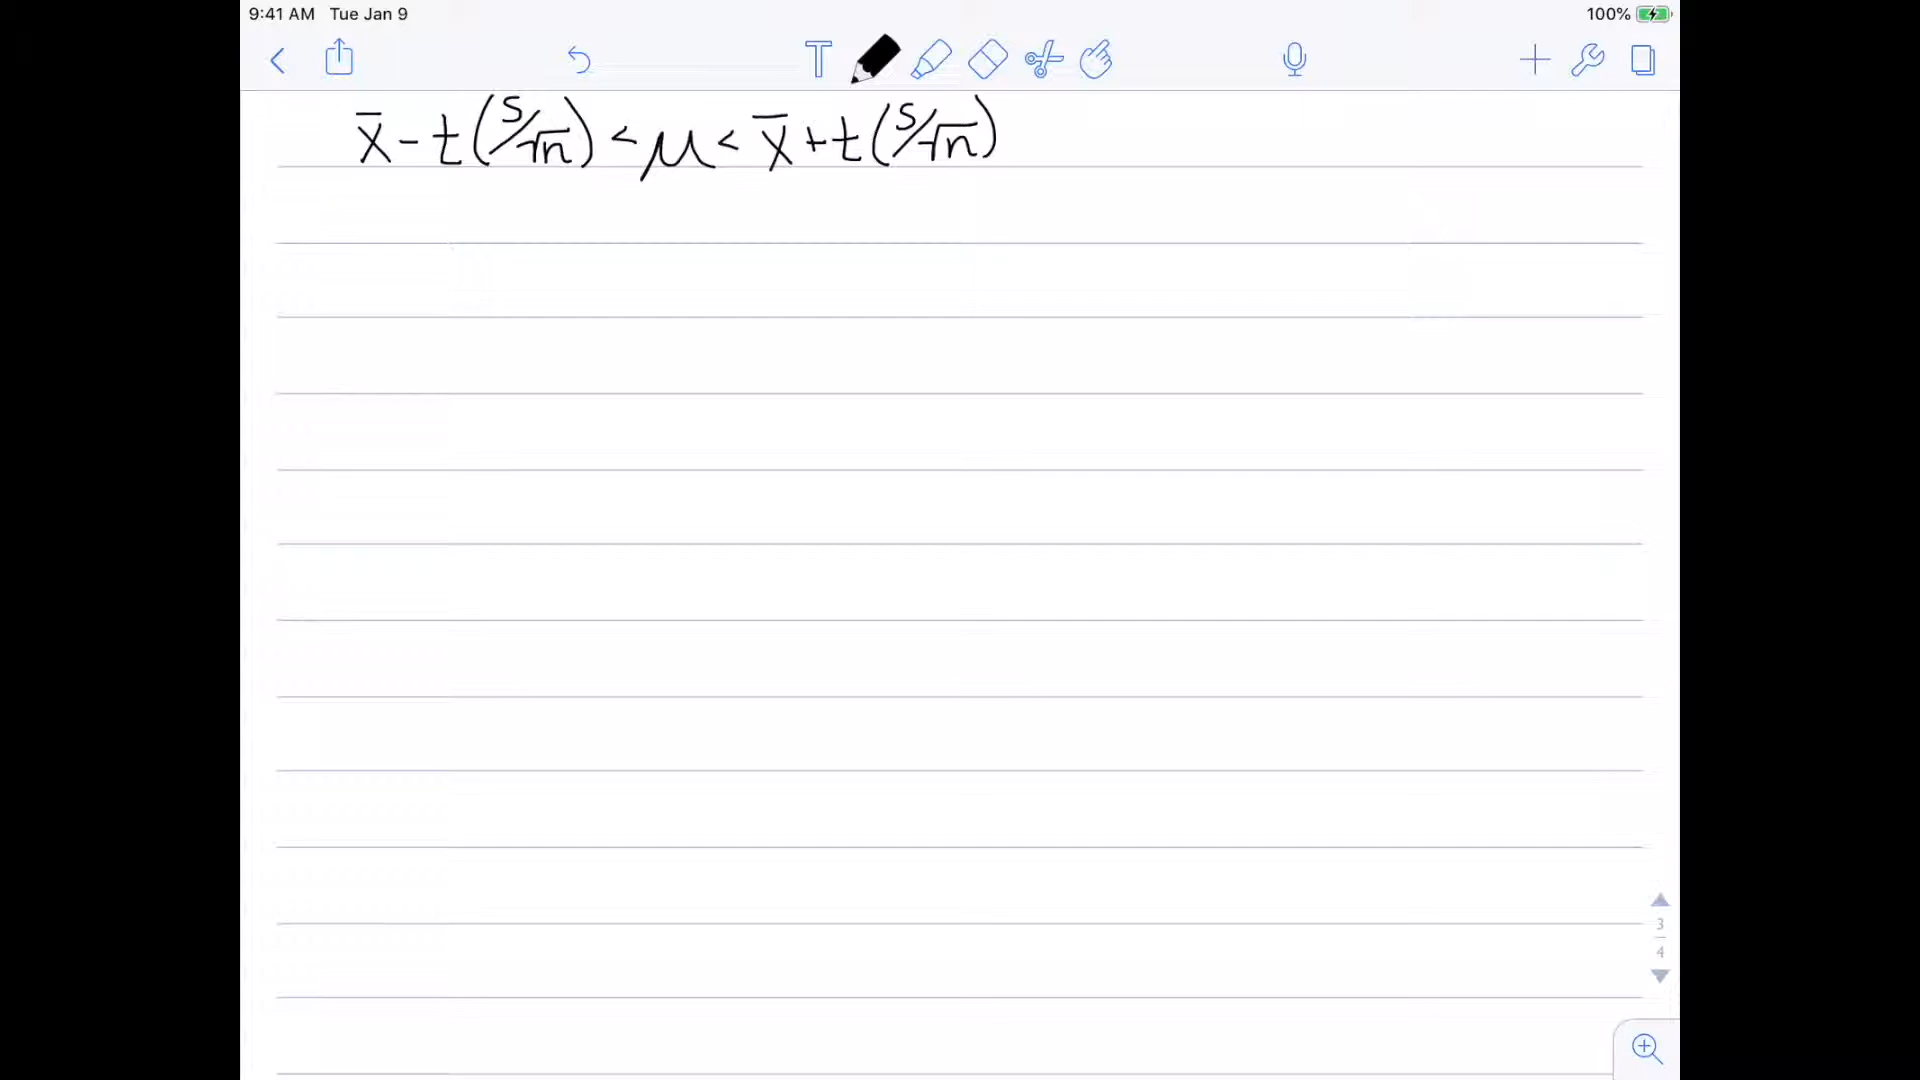 9:41 AM Tue Jan 9 100%
T
x̄ - t(s/√n) < μ < x̄ + t(s/√n)
3
4